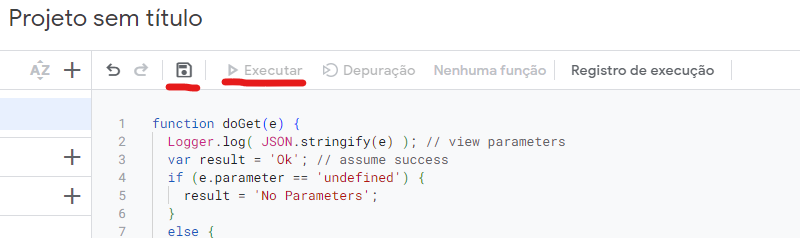 Projeto sem título
AZ
Executar Depuração Nenhuma função Registro de execução
1 function doGet(e) {
2 Logger.log( JSON.stringify(e) ); // view parameters
3 var result = 'Ok'; // assume success
4 if (e.parameter == 'undefined') {
5 result = 'No Parameters';
6 }
7 else {